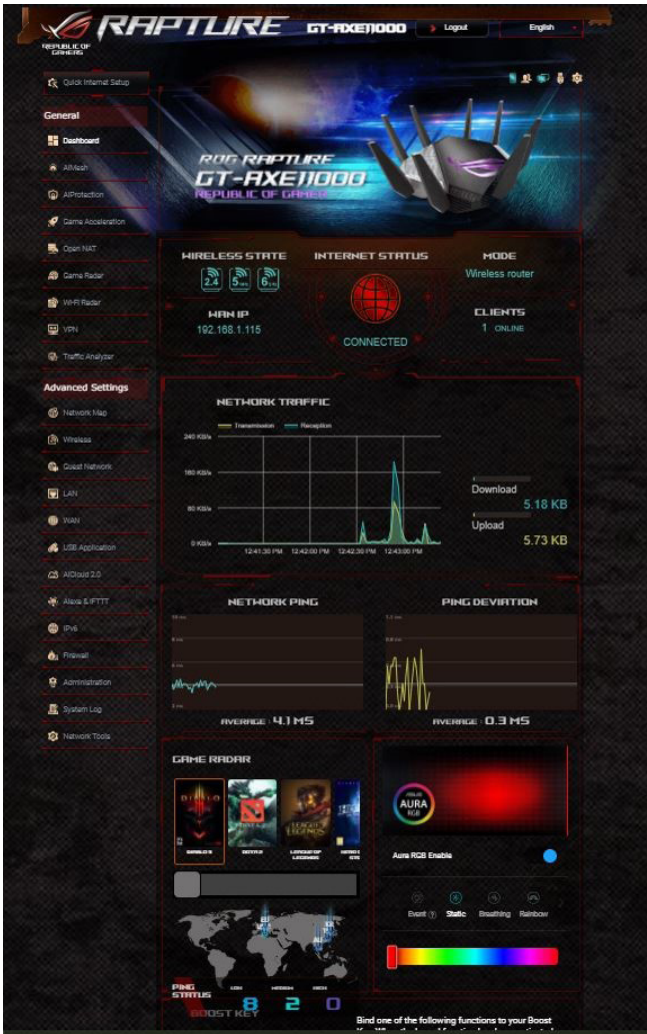 RAPTURE GT-AXE11000 Logout English
REPUBLIC OF
GAMERS
Quick Internet Setup
General
Dashboard
AiMesh
AiProtection
Game Acceleration
Open NAT
Game Radar
Wi-Fi Radar
VPN
Traffic Analyzer
Advanced Settings
Network Map
Wireless
Guest Network
LAN
WAN
USB Application
AiCloud 2.0
Alexa & IFTTT
IPv6
Firewall
Administration
System Log
Network Tools
ROG RAPTURE
GT-AXE11000
REPUBLIC OF GAMER
WIRELESS STATE
2.4 5 6
WAN IP
192.168.1.115
INTERNET STATUS
CONNECTED
MODE
Wireless router
CLIENTS
1 ONLINE
NETWORK TRAFFIC
Transmission Reception
240 KB/s
160 KB/s
80 KB/s
0 KB/s
12:41:30 PM 12:42:00 PM 12:42:30 PM 12:43:00 PM
Download
5.18 KB
Upload
5.73 KB
NETWORK PING
AVERAGE : 4.1 MS
PING DEVIATION
AVERAGE : 0.3 MS
GAME RADAR
DIABLO
DIABLO 3
DOTA 2
LEAGUE OF
LEGENDS
PING
STATUS
LOW MEDIUM HIGH
8 2 0
BOOST KEY
AURA
RGB
Aura RGB Enable
Event Static Breathing Rainbow
Bind one of the following functions to your Boost